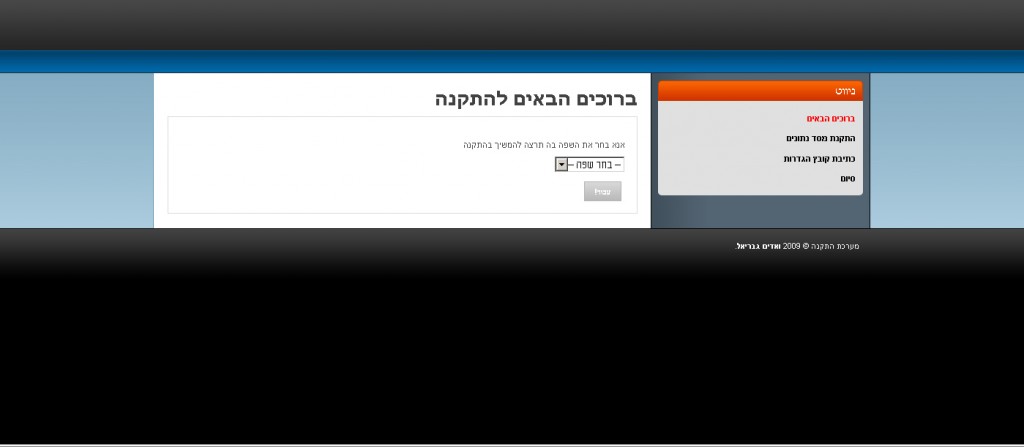 ניווט
ברוכים הבאים
התקנת מסד נתונים
כתיבת קובץ הגדרות
סיום
ברוכים הבאים להתקנה
אנא בחר את השפה בה תרצה להמשיך בהתקנה
– בחר שפה –
עבור!
מערכת התקנה © 2009 ואדים גבריאל.